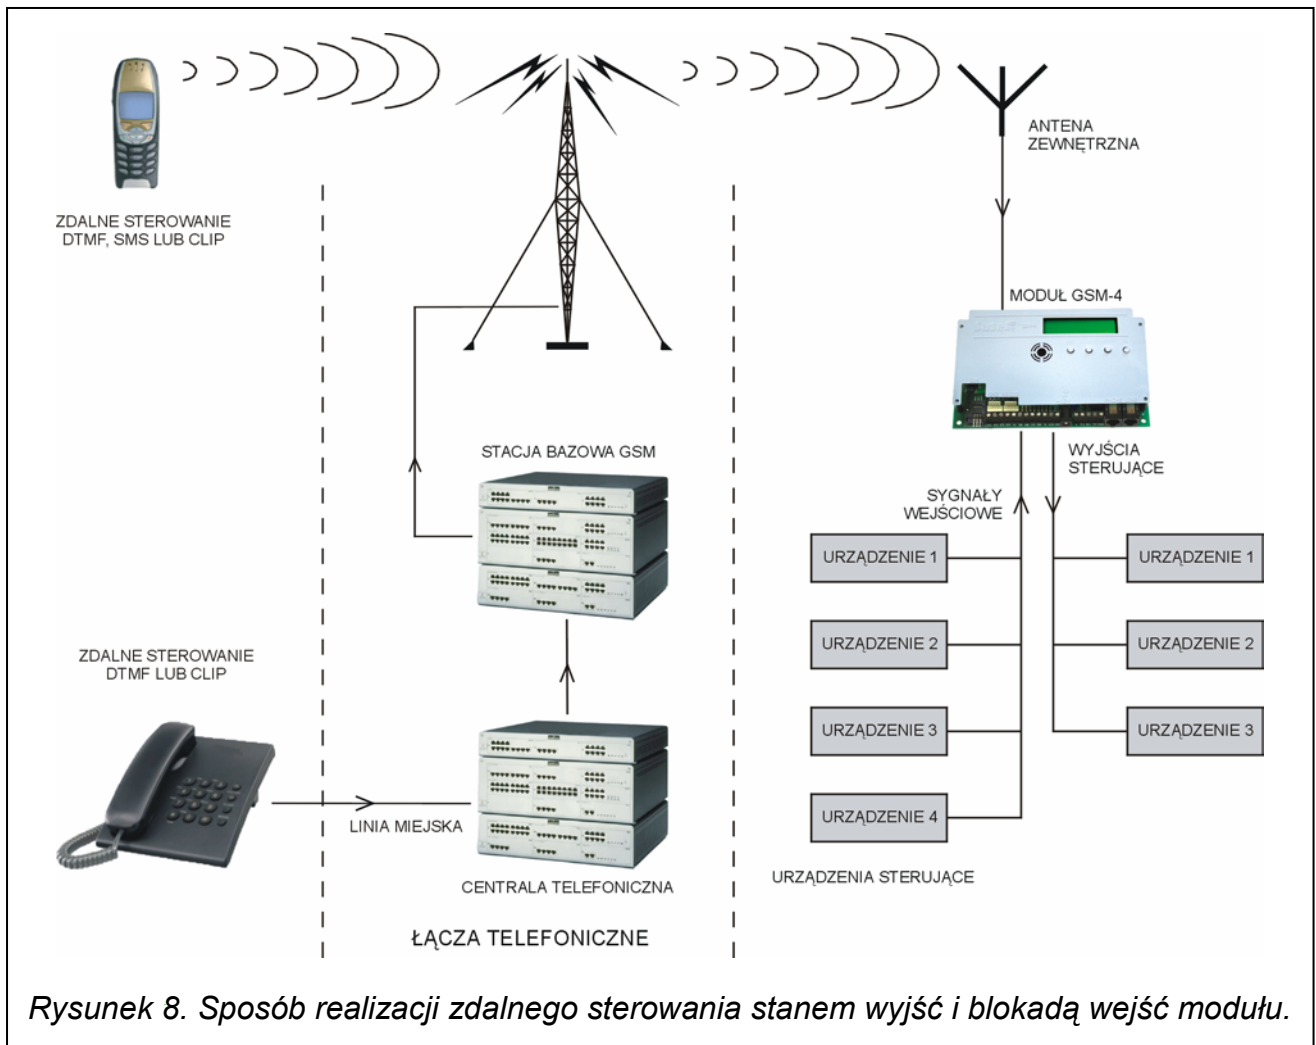 ANTENA
ZEWNĘTRZNA
ZDALNE STEROWANIE
DTMF, SMS LUB CLIP
MODUŁ GSM-4
STACJA BAZOWA GSM
WYJŚCIA
STERUJĄCE
SYGNAŁY
WEJŚCIOWE
URZĄDZENIE 1
URZĄDZENIE 1
URZĄDZENIE 2
URZĄDZENIE 2
ZDALNE STEROWANIE
DTMF LUB CLIP
URZĄDZENIE 3
URZĄDZENIE 3
URZĄDZENIE 4
LINIA MIEJSKA
CENTRALA TELEFONICZNA
URZĄDZENIA STERUJĄCE
ŁĄCZA TELEFONICZNE
Rysunek 8. Sposób realizacji zdalnego sterowania stanem wyjść i blokadą wejść modułu.